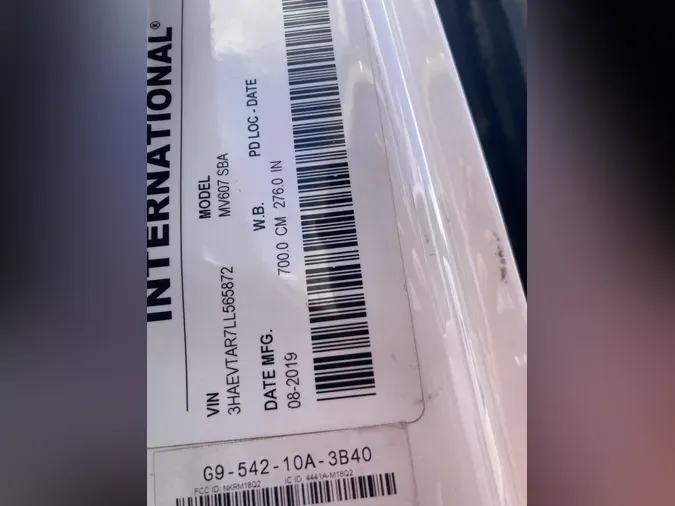 INTERNATIONAL®
VIN MODEL
3HAEVTAR7LL565872 MV607 SBA
DATE MFG. W.B. PD LOC - DATE
08-2019 700.0 CM 276.0 IN
G9-542-10A-3B40
FCC ID: NKRM18Q2 IC ID: 4441A-M18Q2